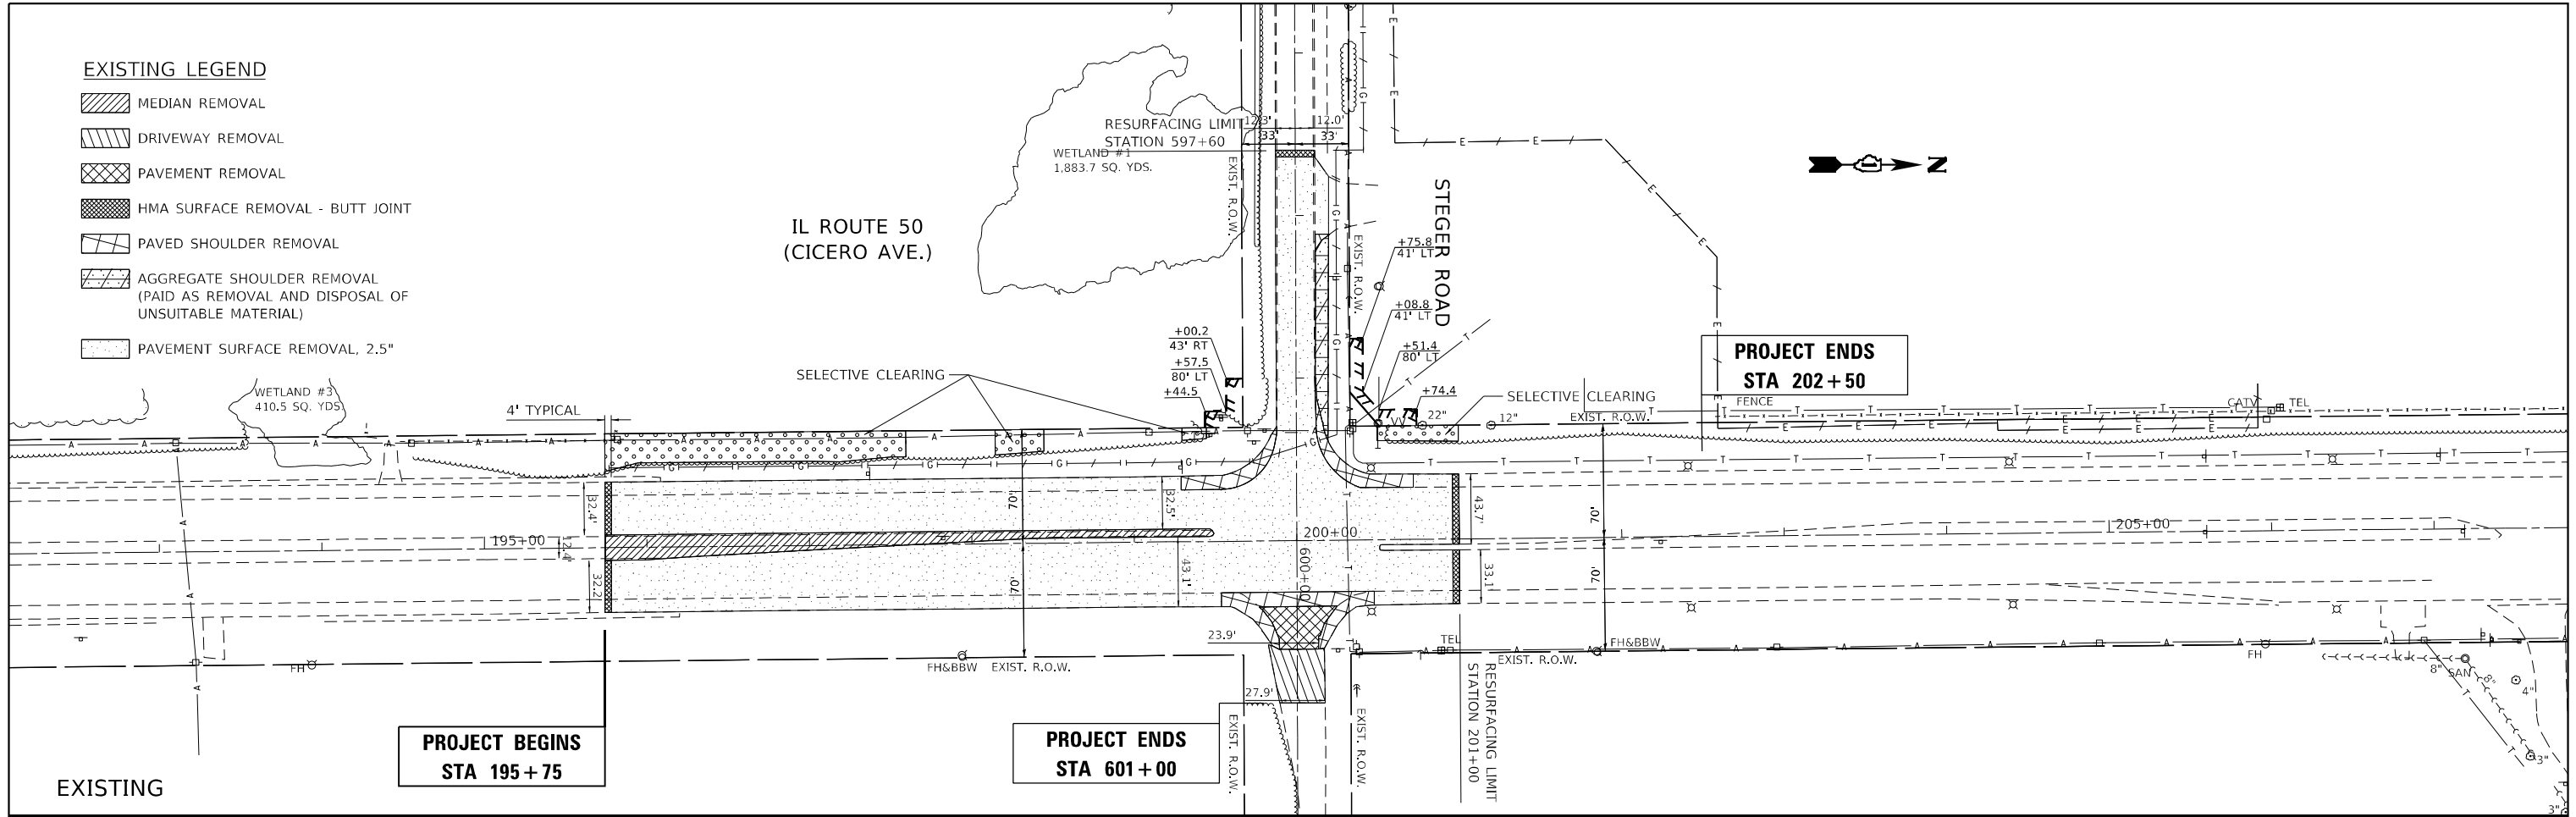 EXISTING LEGEND
MEDIAN REMOVAL
DRIVEWAY REMOVAL
PAVEMENT REMOVAL
HMA SURFACE REMOVAL - BUTT JOINT
PAVED SHOULDER REMOVAL
AGGREGATE SHOULDER REMOVAL
(PAID AS REMOVAL AND DISPOSAL OF
UNSUITABLE MATERIAL)
PAVEMENT SURFACE REMOVAL, 2.5"
WETLAND #3
410.5 SQ. YDS.
4' TYPICAL
IL ROUTE 50
(CICERO AVE.)
SELECTIVE CLEARING
RESURFACING LIMIT
STATION 597+60
WETLAND #1
1,883.7 SQ. YDS.
12.3'
12.0'
33'
33'
EXIST. R.O.W.
EXIST. R.O.W.
STEGER ROAD
N
+75.8
41' LT
+08.8
41' LT
+51.4
80' LT
+74.4
+00.2
43' RT
+57.5
80' LT
+44.5
22"
12"
SELECTIVE CLEARING
EXIST. R.O.W.
PROJECT ENDS
STA 202+50
FENCE
CATV
TEL
32.4'
12.4'
32.2'
195+00
70'
70'
32.5'
43.1'
200+00
600+00
43.7'
33.1'
70'
70'
205+00
23.9'
27.9'
FH
FH&BBW
EXIST. R.O.W.
TEL
EXIST. R.O.W.
FH&BBW
FH
8" SAN
8"
4"
3"
3"
RESURFACING LIMIT
STATION 201+00
EXIST. R.O.W.
EXIST. R.O.W.
PROJECT BEGINS
STA 195+75
PROJECT ENDS
STA 601+00
EXISTING